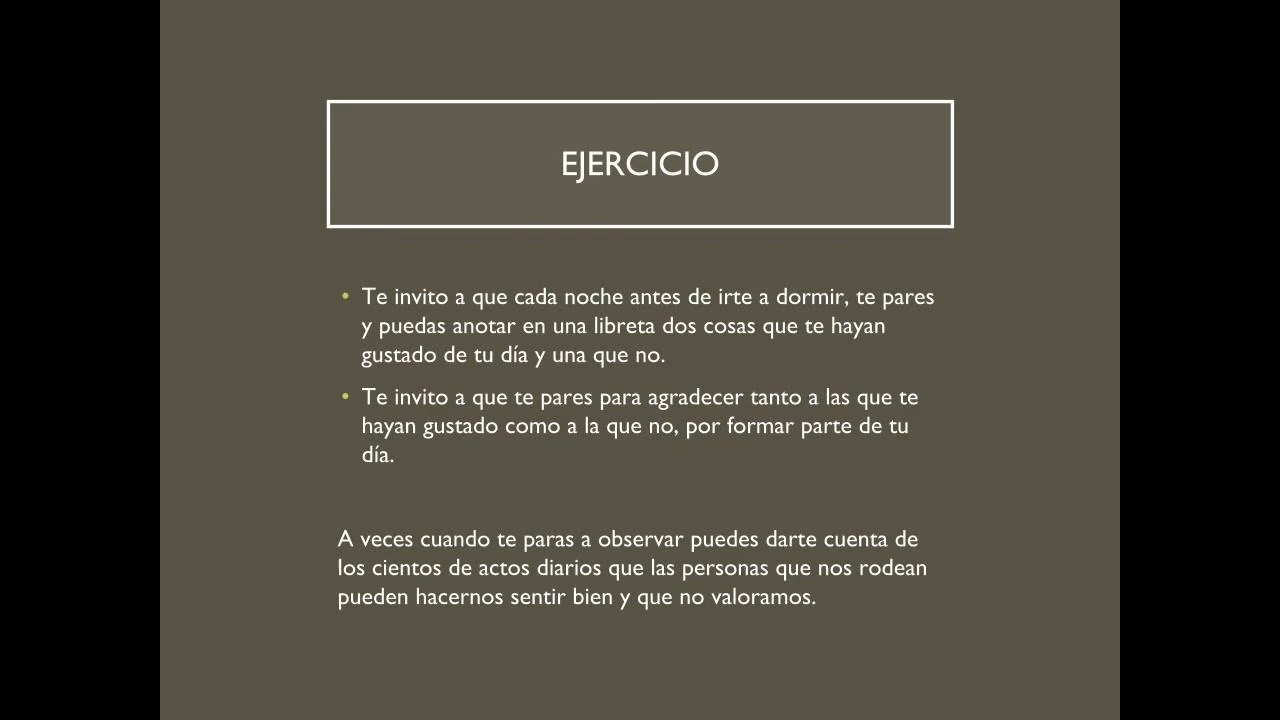 EJERCICIO
• Te invito a que cada noche antes de irte a dormir, te pares
y puedas anotar en una libreta dos cosas que te hayan
gustado de tu día y una que no.
• Te invito a que te pares para agradecer tanto a las que te
hayan gustado como a la que no, por formar parte de tu
día.
A veces cuando te paras a observar puedes darte cuenta de
los cientos de actos diarios que las personas que nos rodean
pueden hacernos sentir bien y que no valoramos.